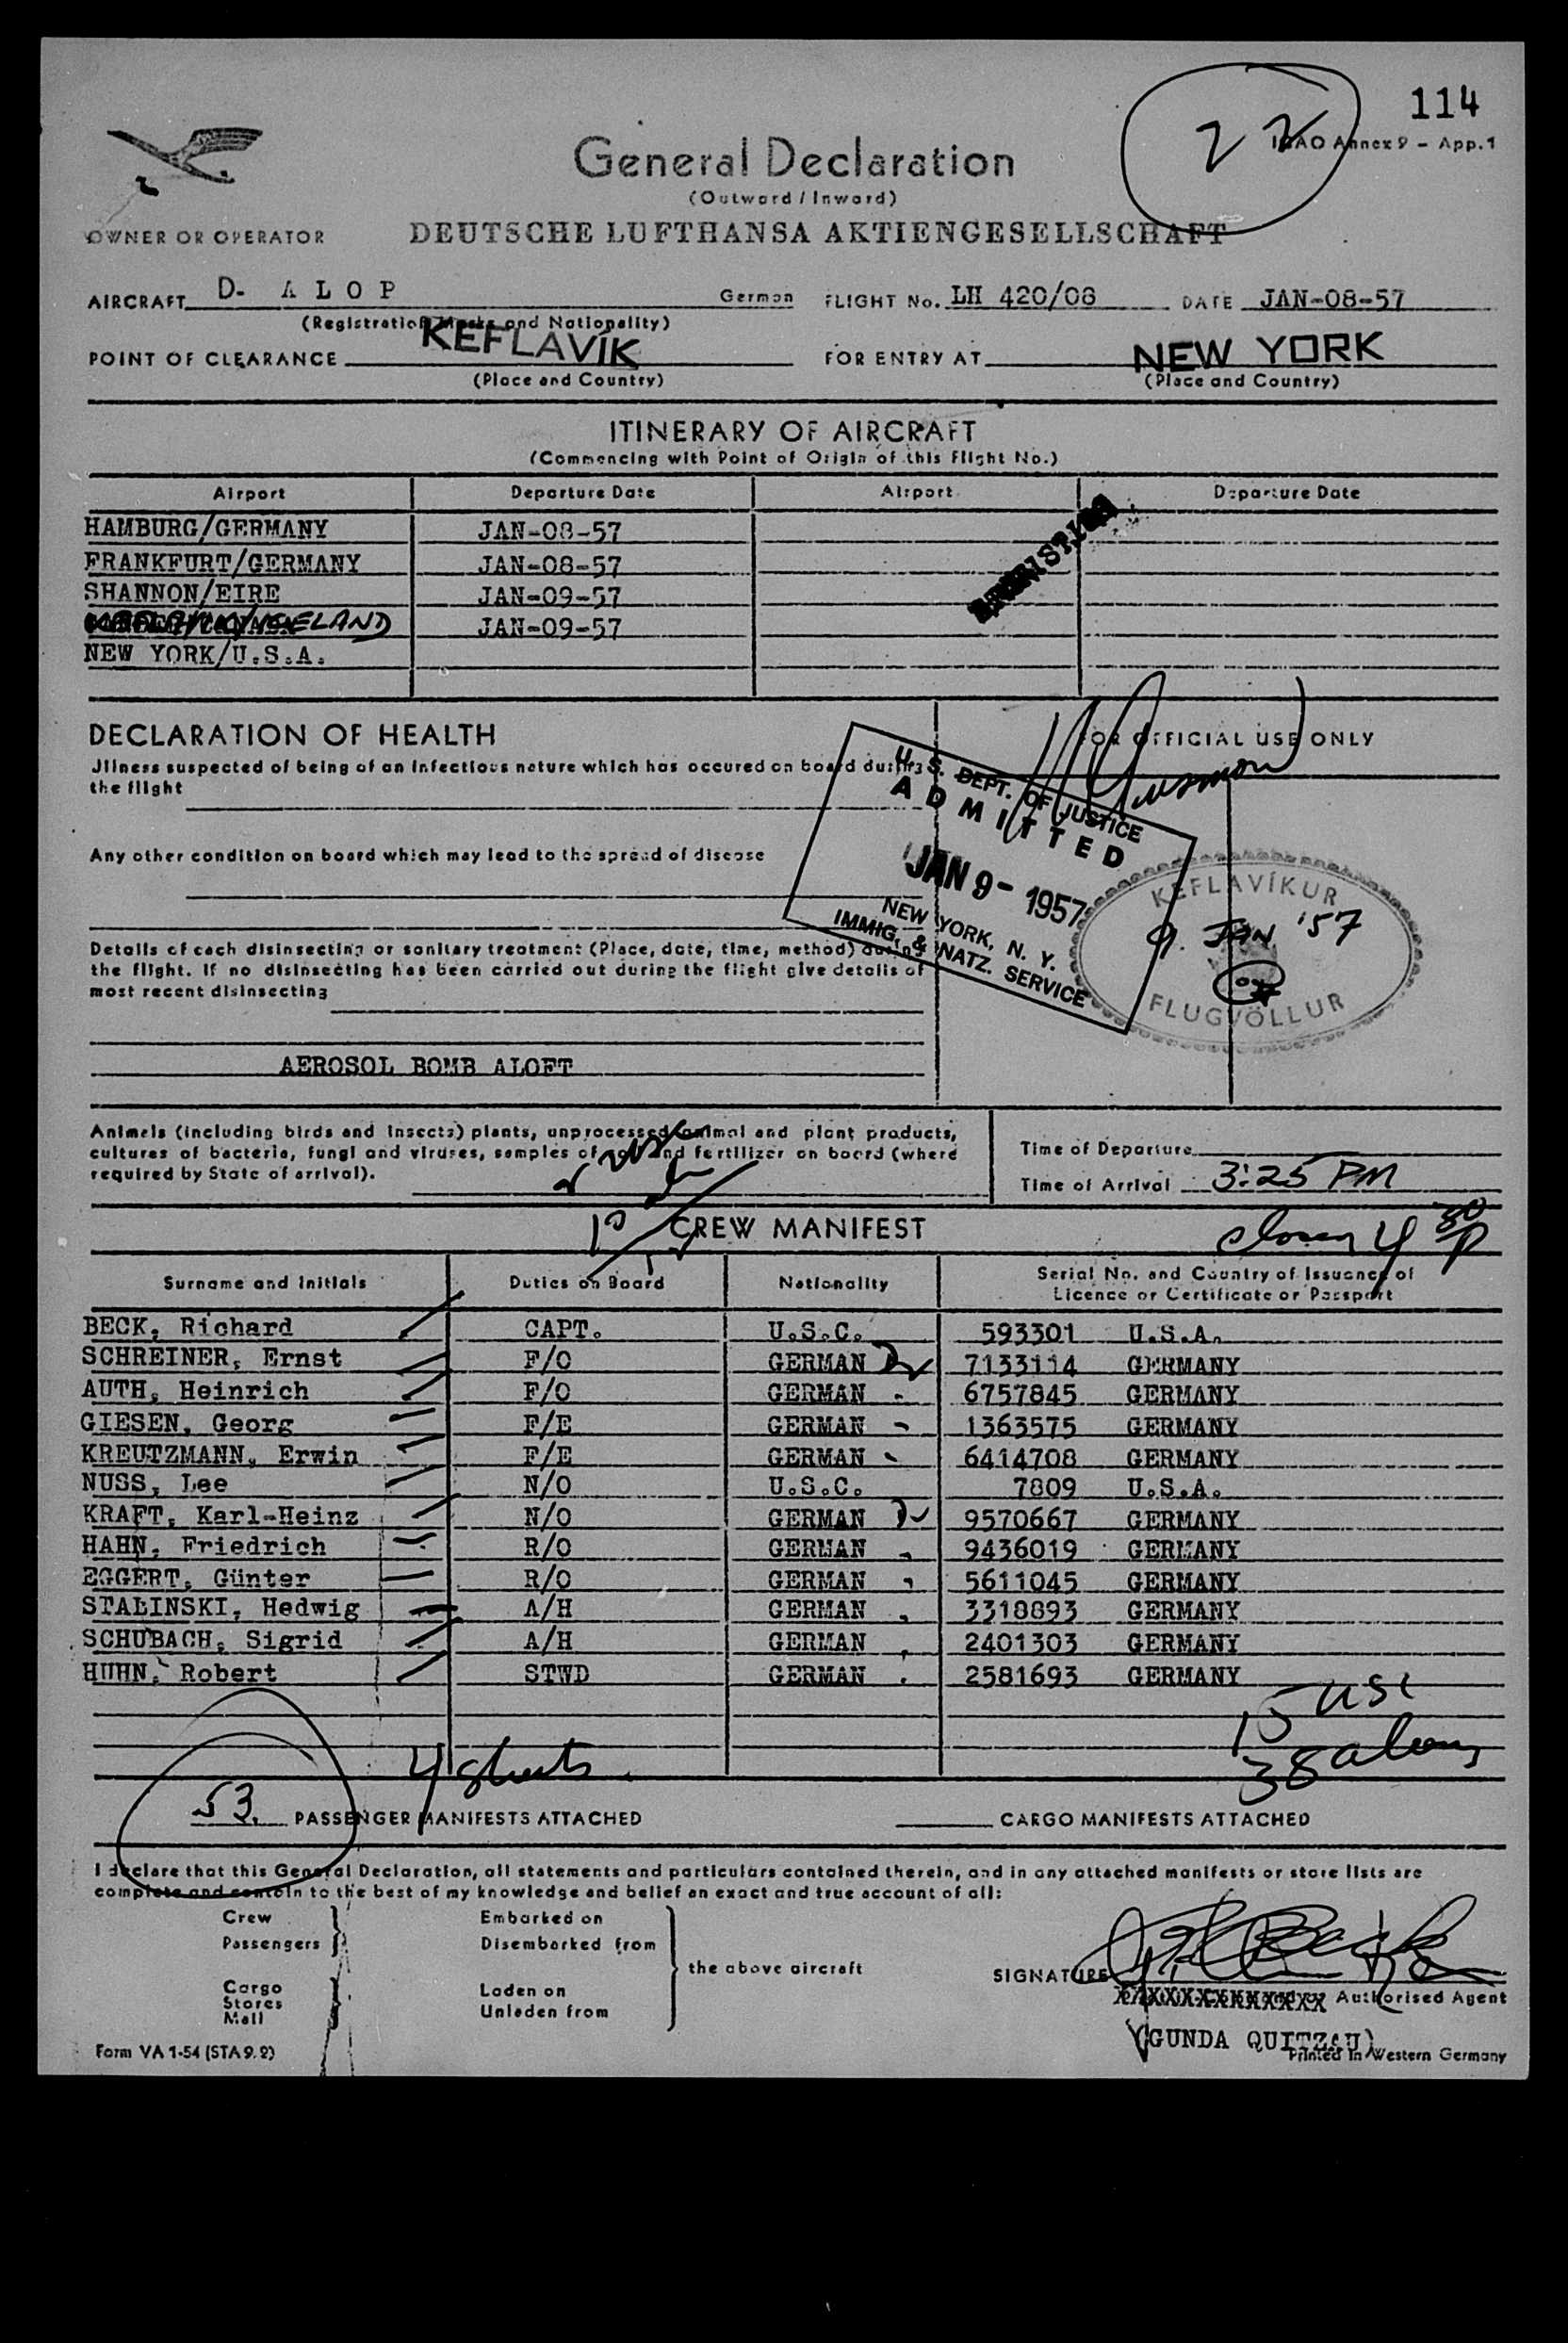 114
22
ICAO Annex 9 - App.1
General Declaration
(Outward / Inward)
OWNER OR OPERATOR DEUTSCHE LUFTHANSA AKTIENGESELLSCHAFT
AIRCRAFT D- A L O P German FLIGHT No. LH 420/08 DATE JAN-08-57
(Registration Marks and Nationality)
POINT OF CLEARANCE KEFLAVÍK FOR ENTRY AT NEW YORK
(Place and Country) (Place and Country)
ITINERARY OF AIRCRAFT
(Commencing with Point of Origin of this Flight No.)
Airport Departure Date Airport Departure Date
HAMBURG/GERMANY JAN-08-57
FRANKFURT/GERMANY JAN-08-57
SHANNON/EIRE JAN-09-57
KEFLAVIK/ICELAND JAN-09-57
NEW YORK/U.S.A.
DECLARATION OF HEALTH
FOR OFFICIAL USE ONLY
Jllness suspected of being of an infectious nature which has occured on board during
the flight
Any other condition on board which may lead to the spread of disease
U. S. DEPT. OF JUSTICE
ADMITTED
JAN 9- 1957
NEW YORK, N. Y.
IMMIG. & NATZ. SERVICE
KEFLAVÍKUR
9. JAN '57
FLUGVÖLLUR
Details of each disinsecting or sanitary treatment (Place, date, time, method) during
the flight. If no disinsecting has been carried out during the flight give details of
most recent disinsecting
AEROSOL BOMB ALOFT
Animals (including birds and insects) plants, unprocessed animal and plant products,
cultures of bacteria, fungi and viruses, samples of soil and fertilizer on board (where
required by State of arrival).
Time of Departure
Time of Arrival 3:25 PM
2 USC
10
CREW MANIFEST
4 30 P
Surname and Initials Duties on Board Nationality Serial No. and Country of Issuance of
Licence or Certificate or Passport
BECK, Richard CAPT. U.S.C. 593301 U.S.A.
SCHREINER, Ernst F/O GERMAN 7133114 GERMANY
AUTH, Heinrich F/O GERMAN 6757845 GERMANY
GIESEN, Georg F/E GERMAN 1363575 GERMANY
KREUTZMANN, Erwin F/E GERMAN 6414708 GERMANY
NUSS, Lee N/O U.S.C. 7809 U.S.A.
KRAFT, Karl-Heinz N/O GERMAN 9570667 GERMANY
HAHN, Friedrich R/O GERMAN 9436019 GERMANY
EGGERT, Günter R/O GERMAN 5611045 GERMANY
STALINSKI, Hedwig A/H GERMAN 3318893 GERMANY
SCHUBACH, Sigrid A/H GERMAN 2401303 GERMANY
HUHN, Robert STWD GERMAN 2581693 GERMANY
15 USC
38 aliens
4 sheets
53. PASSENGER MANIFESTS ATTACHED CARGO MANIFESTS ATTACHED
I declare that this General Declaration, all statements and particulars contained therein, and in any attached manifests or store lists are
complete and contain to the best of my knowledge and belief an exact and true account of all:
Crew Embarked on
Passengers Disembarked from
the above aircraft
Cargo Laden on
Stores
Mail Unladen from
SIGNATURE
Authorised Agent
(GUNDA QUITZAU)
Form VA 1-54 (STA 9.2)
Printed in Western Germany